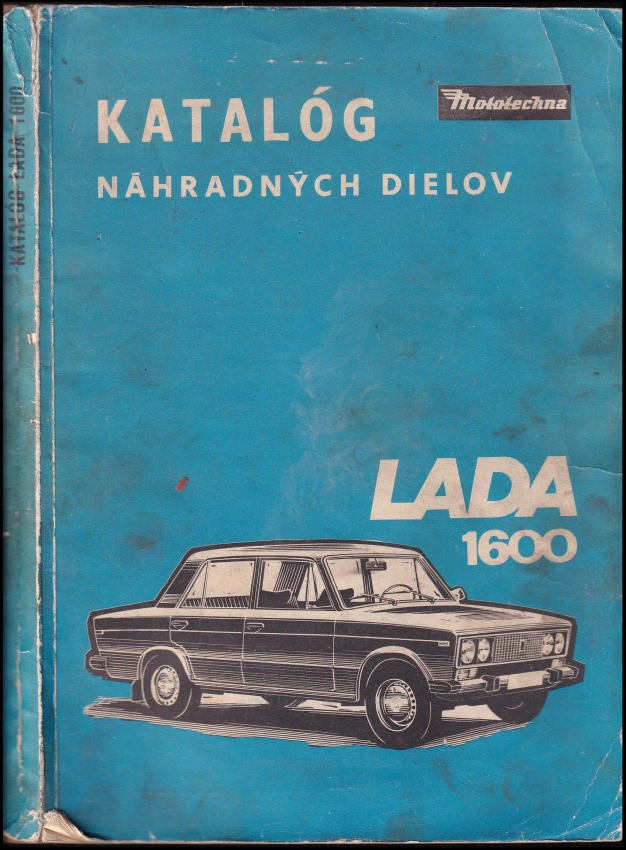 KATALÓG LADA 1600
KATALÓG
Mototechna
NÁHRADNÝCH DIELOV
LADA
1600